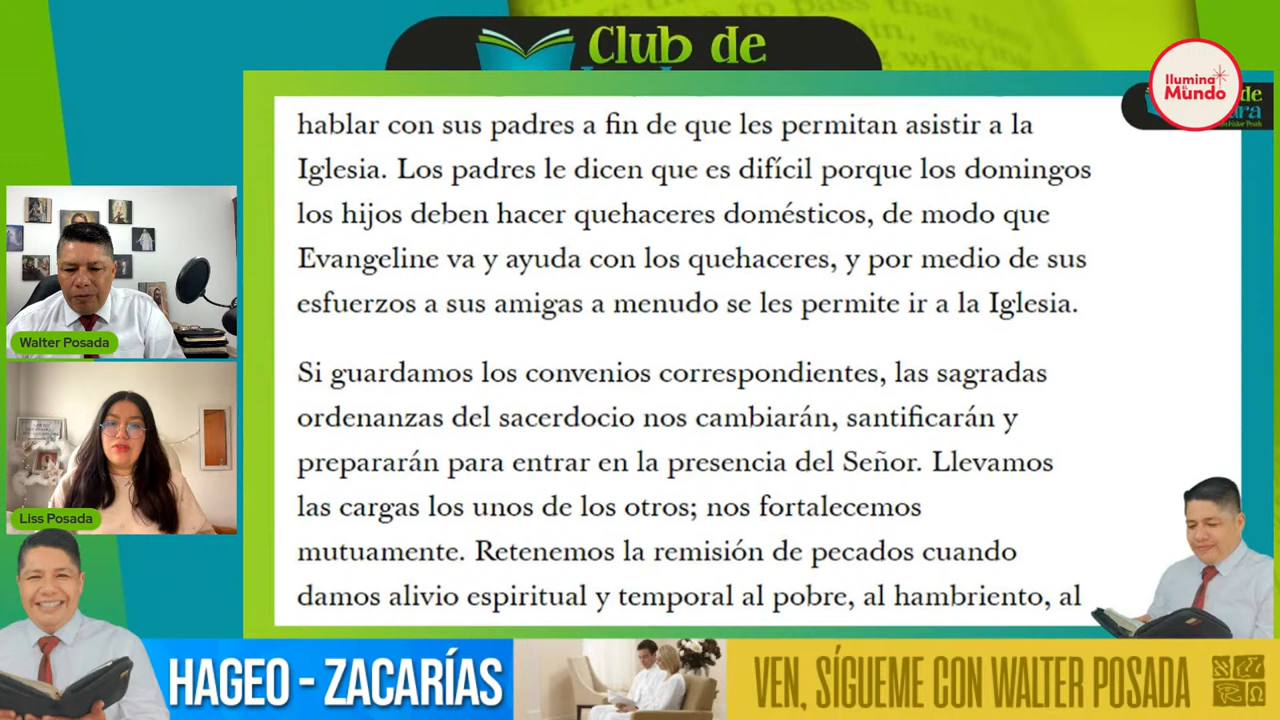 Club de
Ilumina
EL
Mundo
de
hablar con sus padres a fin de que les permitan asistir a la
Iglesia. Los padres le dicen que es difícil porque los domingos
los hijos deben hacer quehaceres domésticos, de modo que
Evangeline va y ayuda con los quehaceres, y por medio de sus
esfuerzos a sus amigas a menudo se les permite ir a la Iglesia.
Si guardamos los convenios correspondientes, las sagradas
ordenanzas del sacerdocio nos cambiarán, santificarán y
prepararán para entrar en la presencia del Señor. Llevamos
las cargas los unos de los otros; nos fortalecemos
mutuamente. Retenemos la remisión de pecados cuando
damos alivio espiritual y temporal al pobre, al hambriento, al
Walter Posada
Liss Posada
HAGEO - ZACARÍAS
VEN, SÍGUEME CON WALTER POSADA